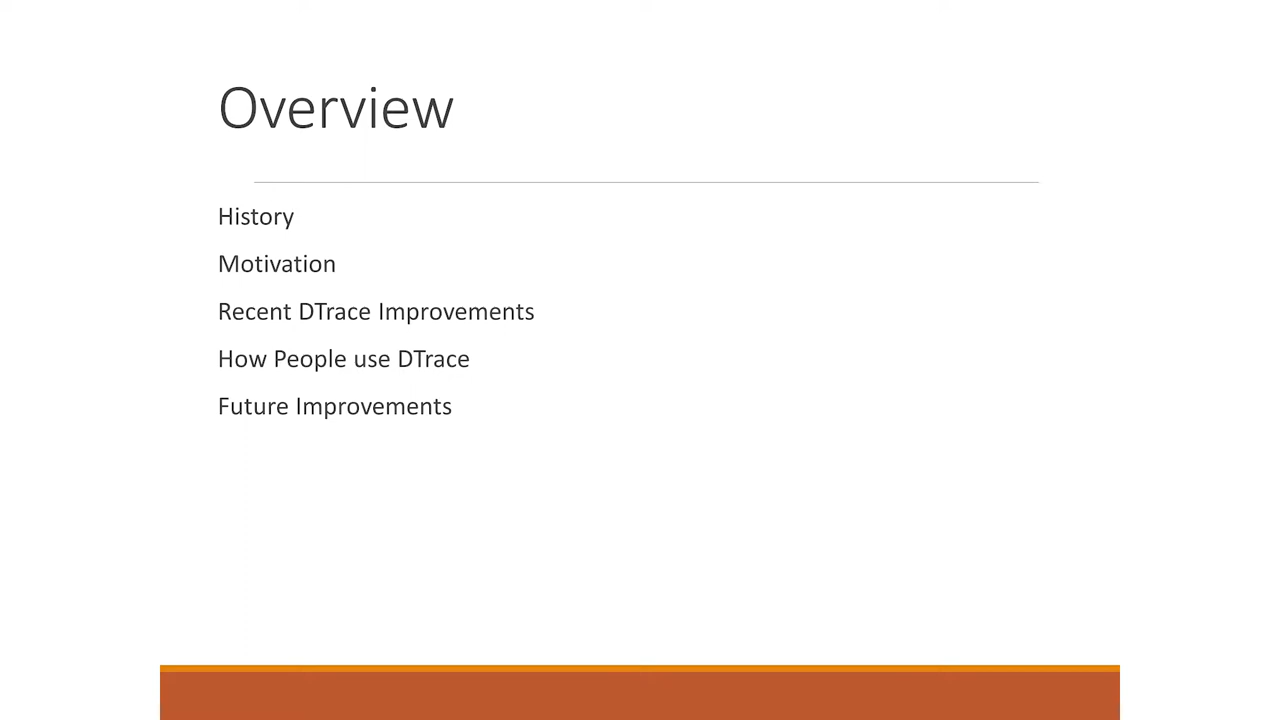 Overview
History
Motivation
Recent DTrace Improvements
How People use DTrace
Future Improvements